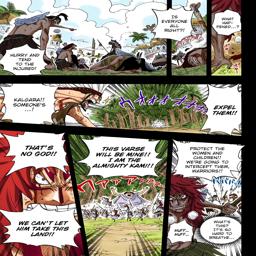 WHAT
HAP-
PENED...?
IS
EVERYONE
ALL
RIGHT?!
HURRY
AND
TEND TO
THE
INJURED!
EXPEL
THEM!!
KALGARA!!
SOMEONE'S
PROTECT
THE WOMEN
AND CHILDREN!!
WE'RE GOING
TO INTERCEPT
THEM,
WARRIORS!!
WHAT'S
THIS?
IT'S SO
HARD TO
BREATHE...
THIS VARSE
WILL BE
MINE!!
I AM
THE
ALMIGHTY
KAMI!!
THAT'S
NO GOD!!
WE CAN'T LET
HIM TAKE THIS
LAND!!